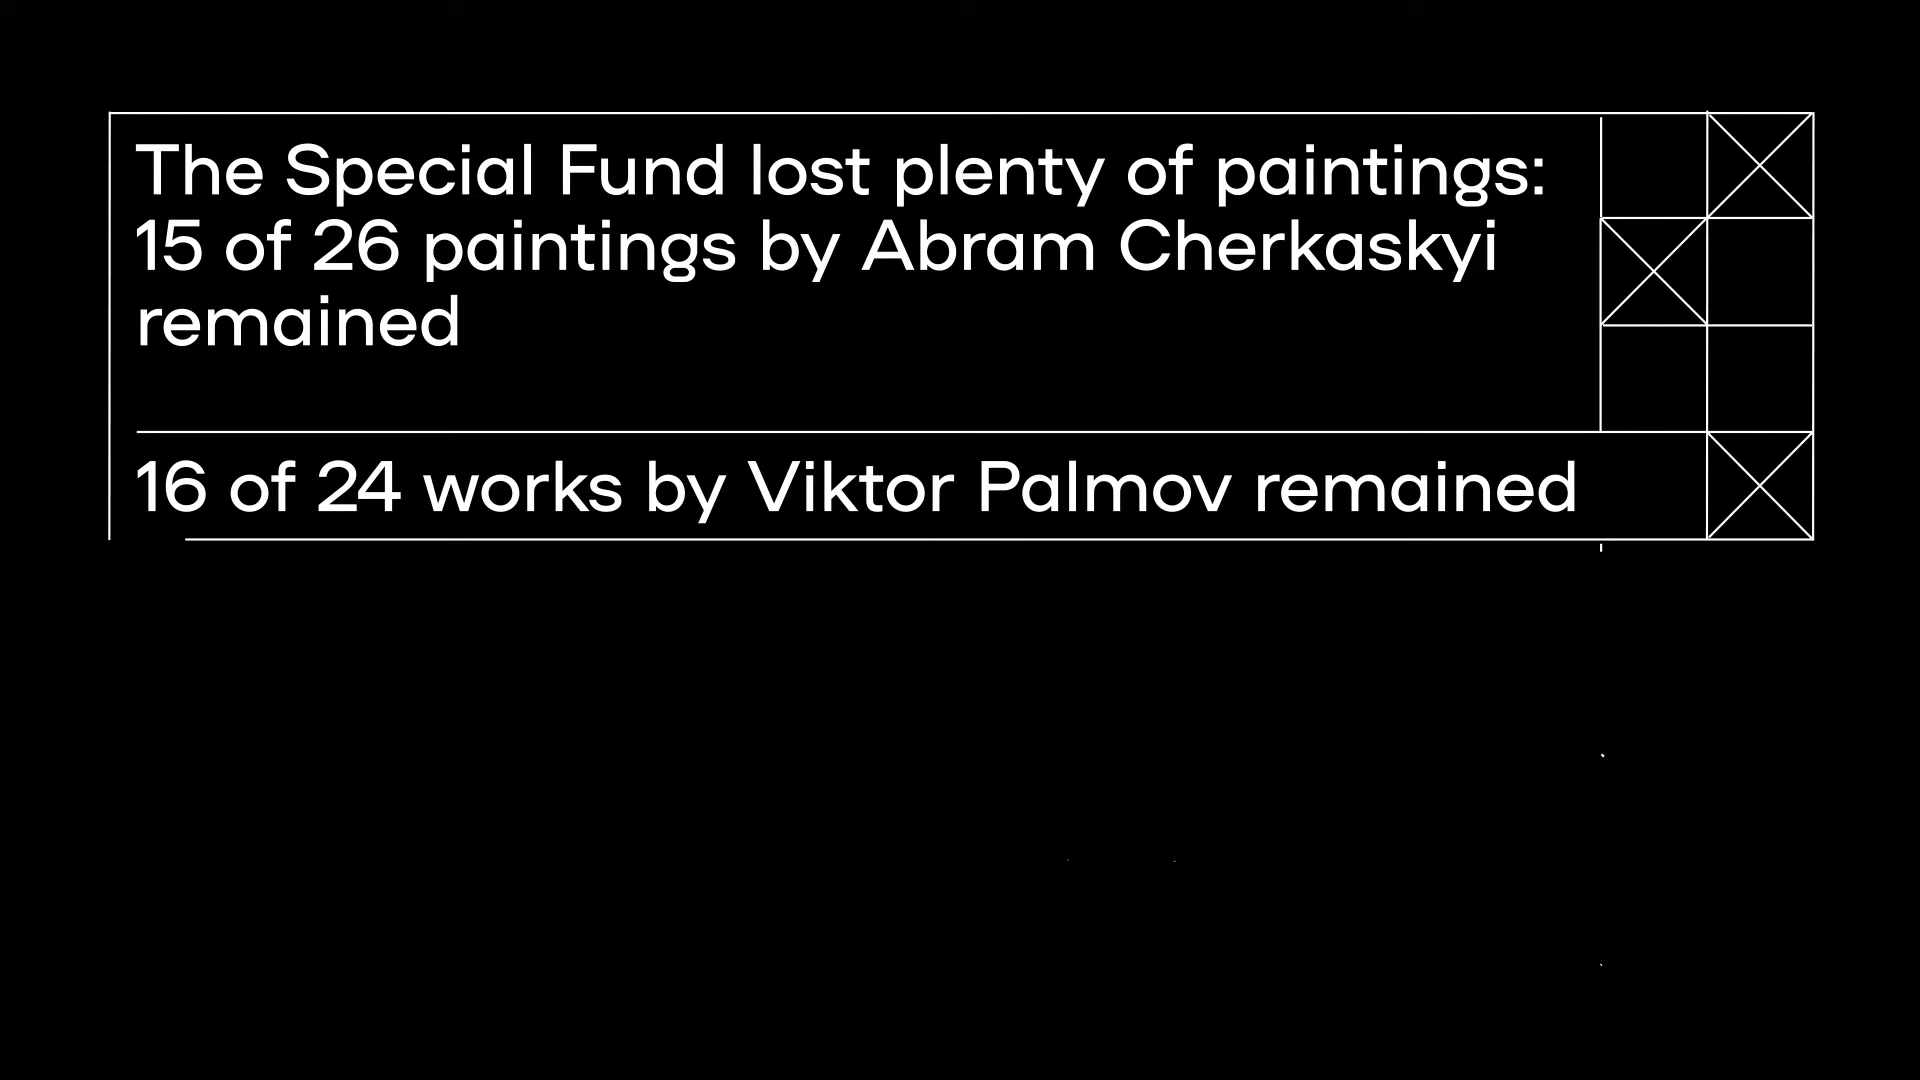 The Special Fund lost plenty of paintings:
15 of 26 paintings by Abram Cherkaskyi
remained
16 of 24 works by Viktor Palmov remained